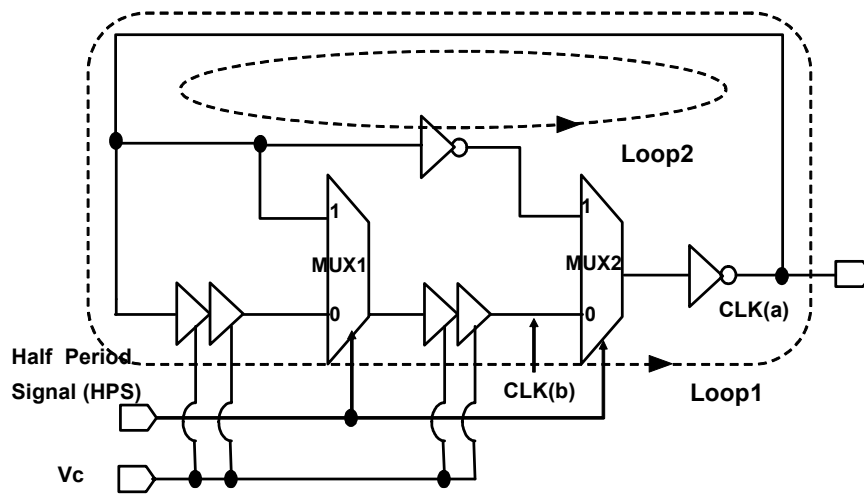 Loop2
1
1
MUX1
MUX2
0
0
CLK(a)
Half Period
Signal (HPS)
CLK(b)
Loop1
Vc